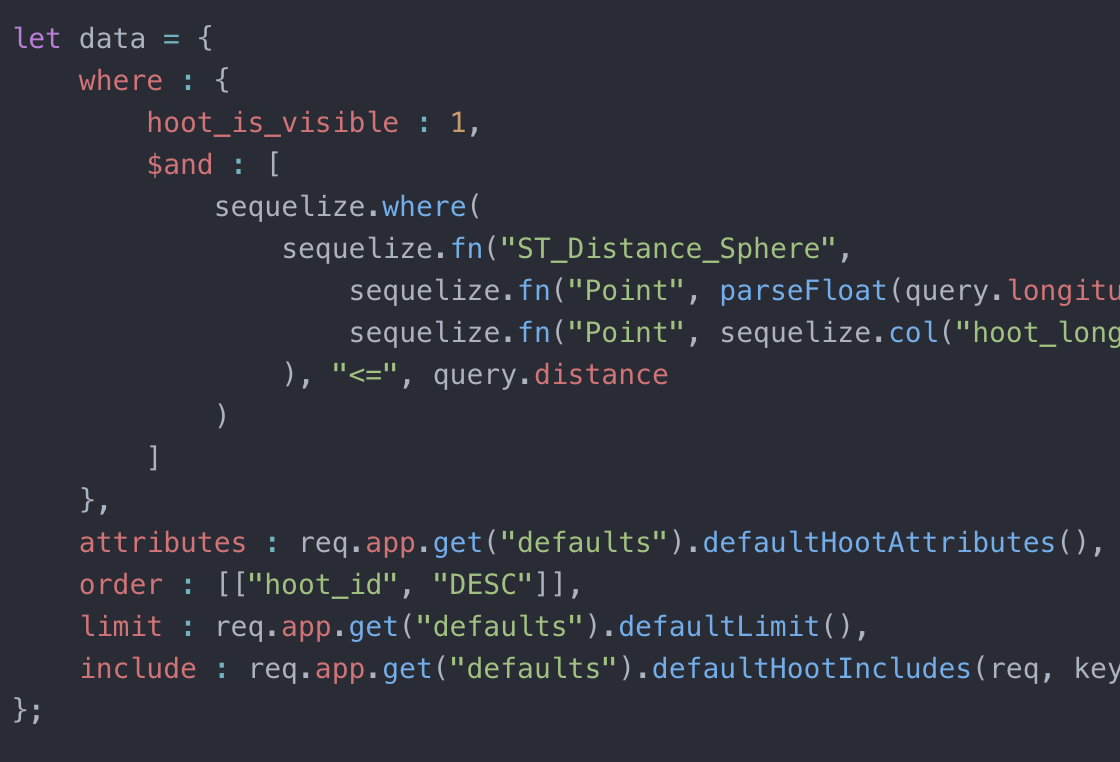 let data = {
    where : {
        hoot_is_visible : 1,
        $and : [
            sequelize.where(
                sequelize.fn("ST_Distance_Sphere",
                    sequelize.fn("Point", parseFloat(query.longitu
                    sequelize.fn("Point", sequelize.col("hoot_long
                ), "<=", query.distance
            )
        ]
    },
    attributes : req.app.get("defaults").defaultHootAttributes(),
    order : [["hoot_id", "DESC"]],
    limit : req.app.get("defaults").defaultLimit(),
    include : req.app.get("defaults").defaultHootIncludes(req, key
};